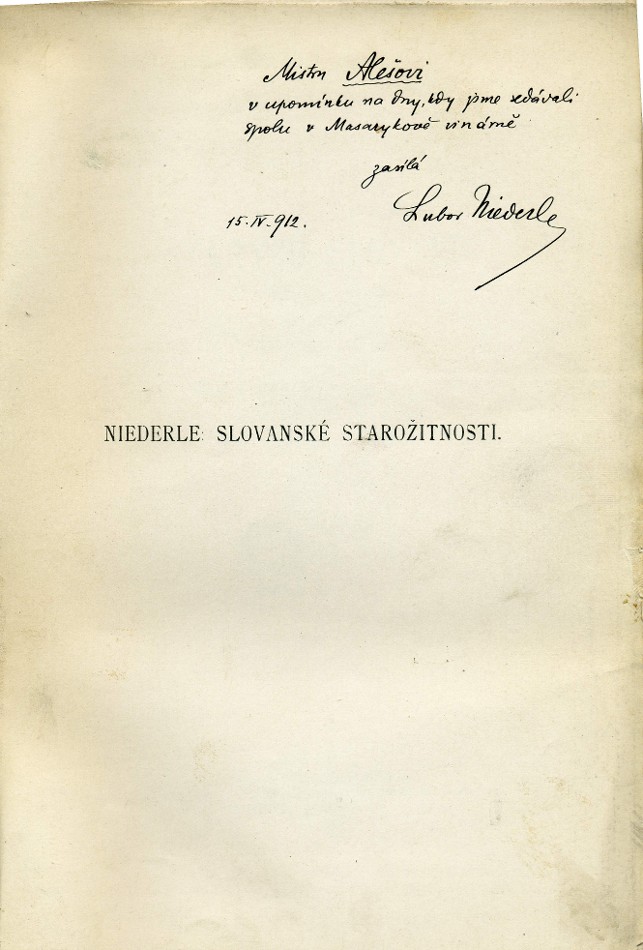 Mistru Alešovi
v upomínku na dny, kdy jsme sedávali
spolu v Masarykově vinárně
zasílá
Lubor Niederle
15. IV. 912.
NIEDERLE: SLOVANSKÉ STAROŽITNOSTI.